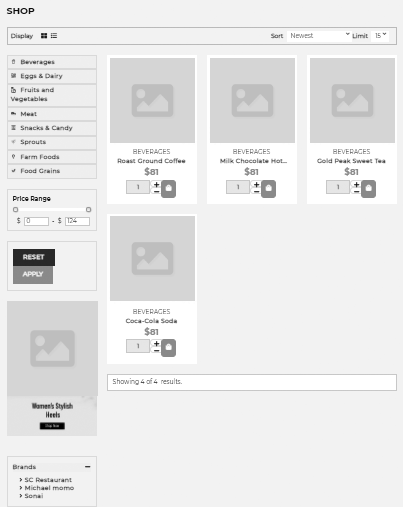 SHOP
Display
Sort Newest Limit 15
Beverages
Eggs & Dairy
Fruits and
Vegetables
Meat
Snacks & Candy
Sprouts
Farm Foods
Food Grains
Price Range
$ 0 - $ 124
RESET
APPLY
Women's Stylish
Heels
Shop Now
Brands
SC Restaurant
Michael momo
Sonai
BEVERAGES
Roast Ground Coffee
$81
1 + −
BEVERAGES
Milk Chocolate Hot...
$81
1 + −
BEVERAGES
Gold Peak Sweet Tea
$81
1 + −
BEVERAGES
Coca-Cola Soda
$81
1 + −
Showing 4 of 4 results.